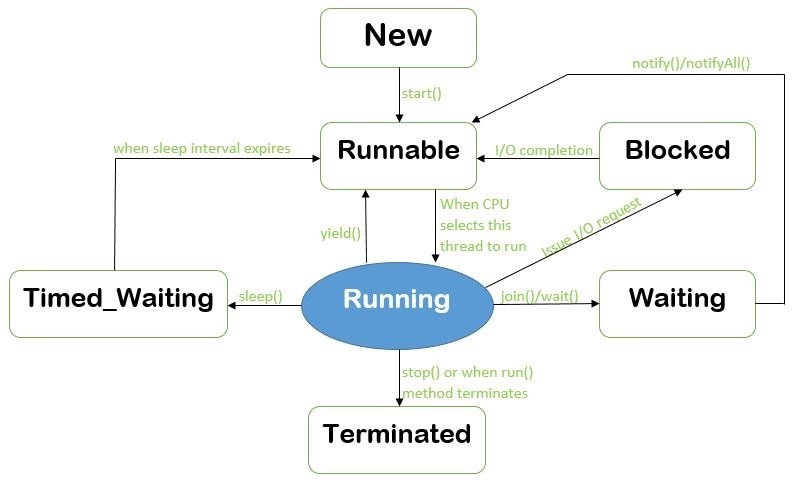 New
notify()/notifyAll()
start()
when sleep interval expires
Runnable
I/O completion
Blocked
yield()
When CPU
selects this
thread to run
Issue I/O request
Timed_Waiting
sleep()
Running
join()/wait()
Waiting
stop() or when run()
method terminates
Terminated